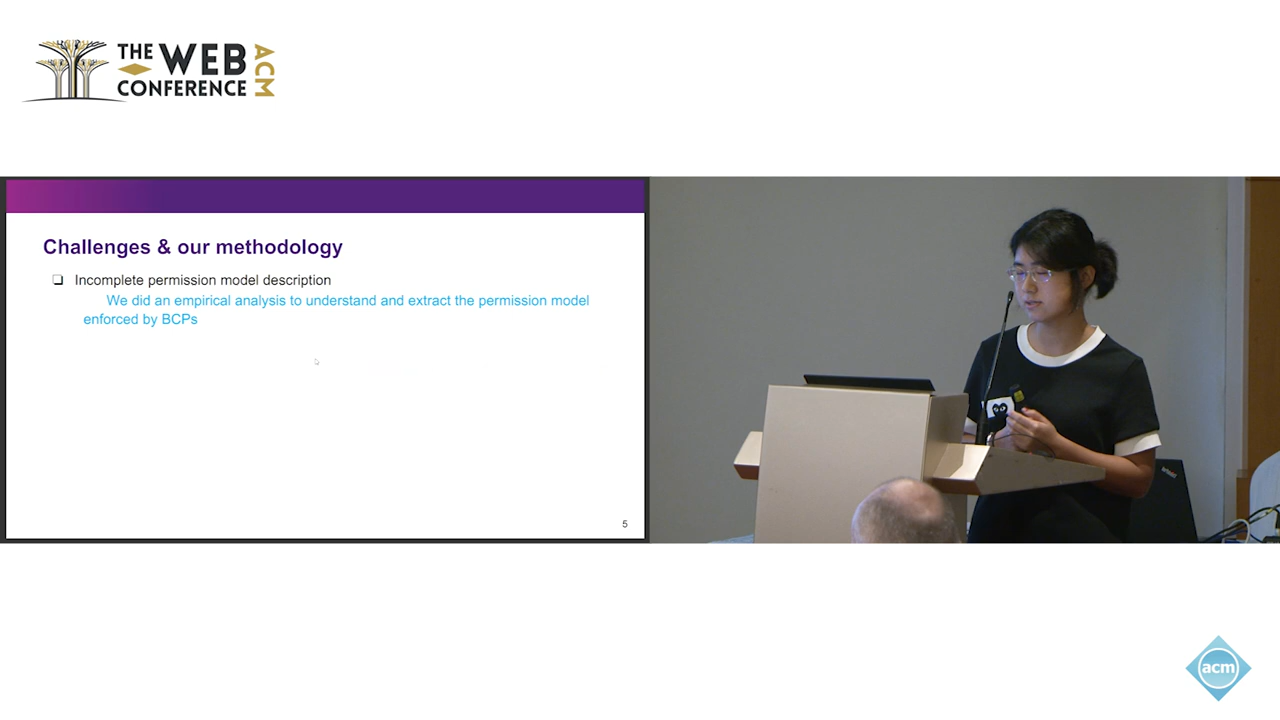 THE WEB
CONFERENCE
ACM
Challenges & our methodology
Incomplete permission model description
We did an empirical analysis to understand and extract the permission model
enforced by BCPs
5
acm